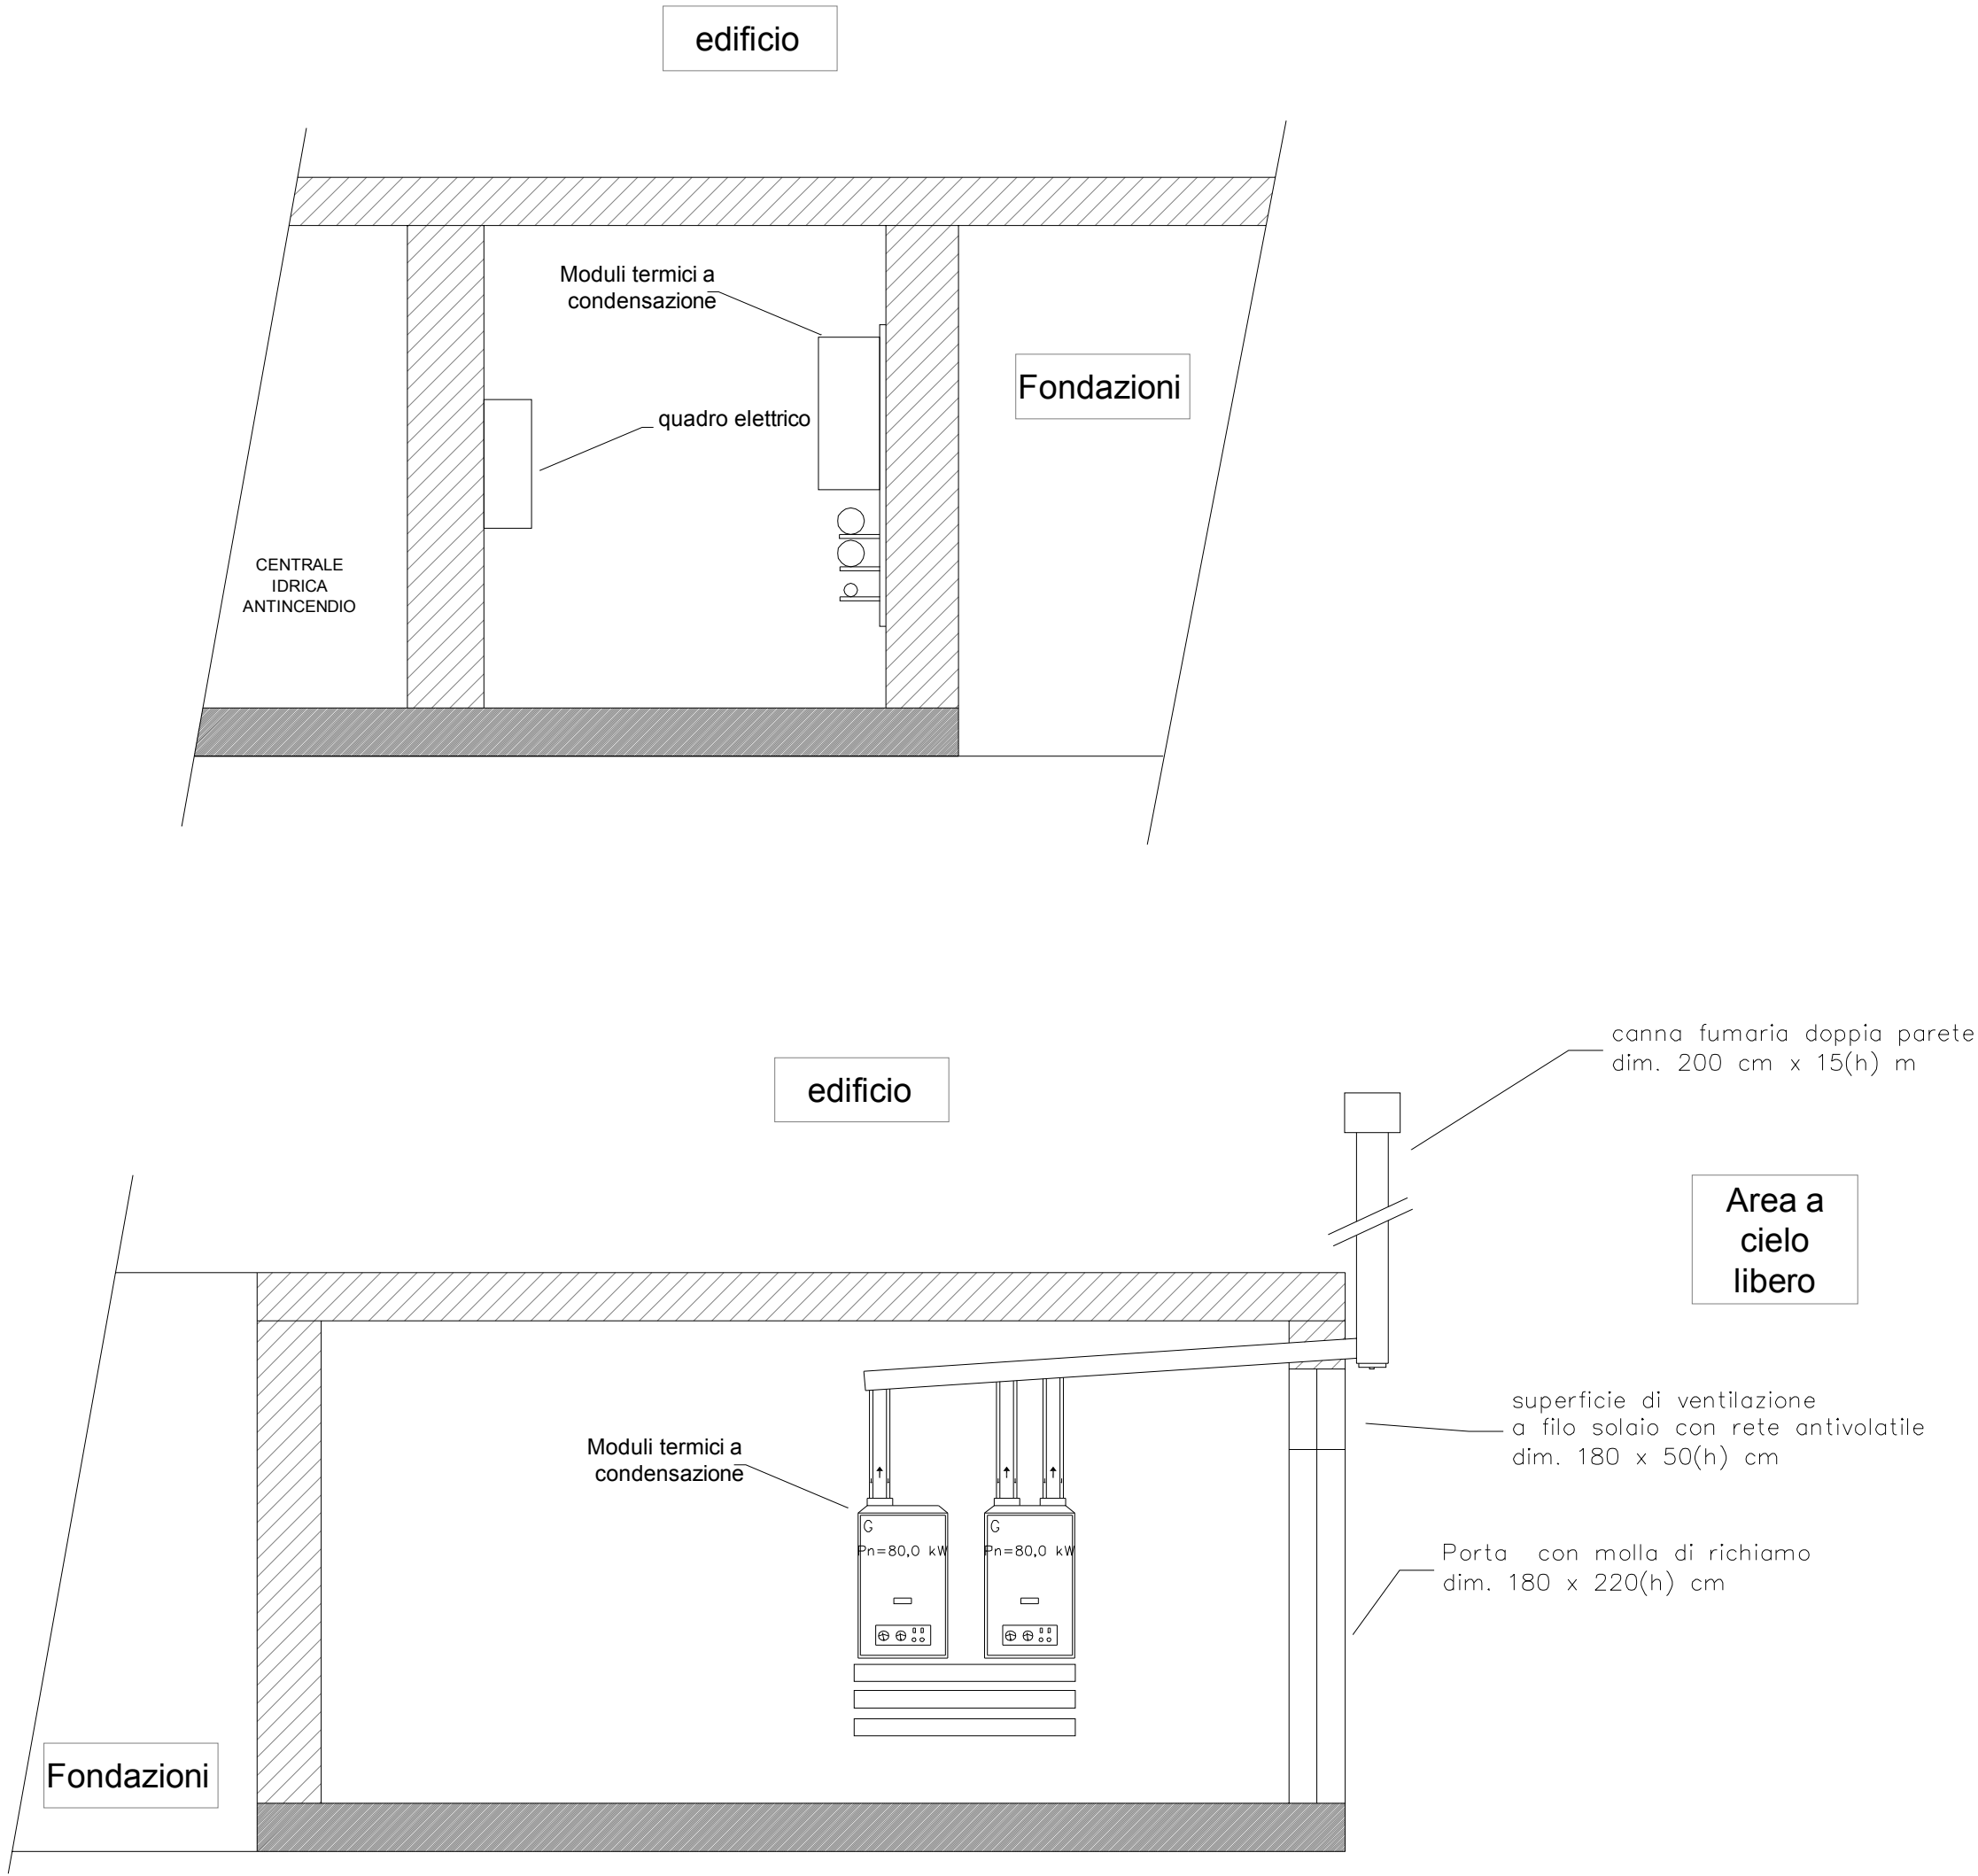 edificio
Moduli termici a
condensazione
Fondazioni
quadro elettrico
CENTRALE
IDRICA
ANTINCENDIO
canna fumaria doppia parete
dim. 200 cm x 15(h) m
edificio
Area a
cielo
libero
superficie di ventilazione
a filo solaio con rete antivolatile
dim. 180 x 50(h) cm
Moduli termici a
condensazione
G
Pn=80,0 kW
G
Pn=80,0 kW
Porta con molla di richiamo
dim. 180 x 220(h) cm
Fondazioni